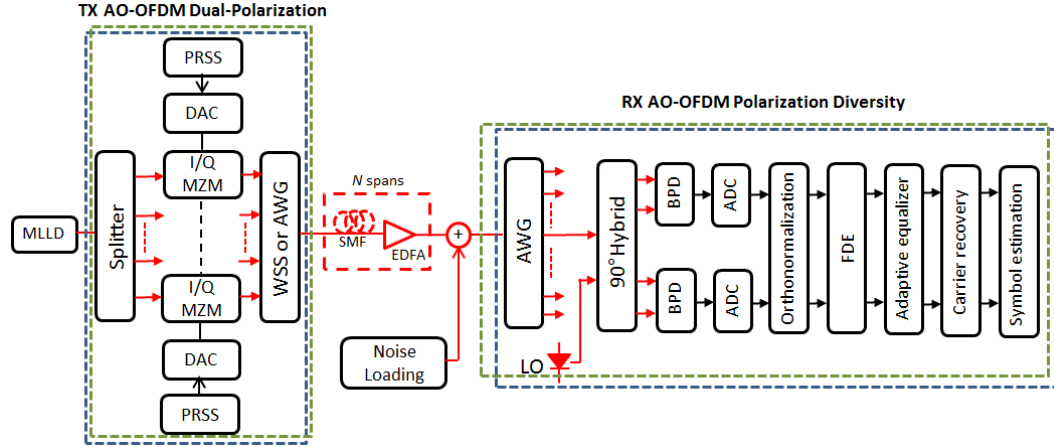 TX AO-OFDM Dual-Polarization
PRSS
DAC
I/Q
MZM
MLLD
Splitter
WSS or AWG
I/Q
MZM
DAC
PRSS
N spans
SMF
EDFA
+
Noise
Loading
RX AO-OFDM Polarization Diversity
AWG
LO
90° Hybrid
BPD
ADC
BPD
ADC
Orthonormalization
FDE
Adaptive equalizer
Carrier recovery
Symbol estimation